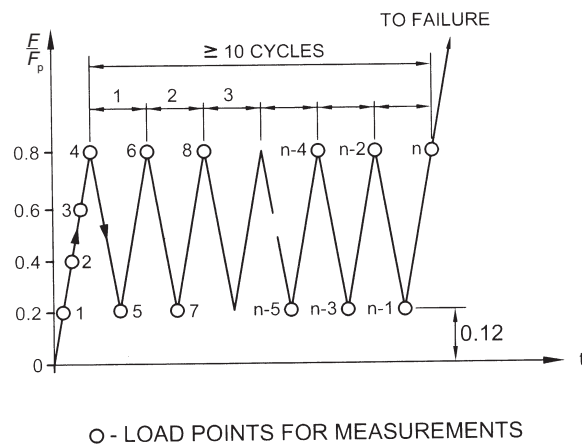 TO FAILURE
F
Fp
≥ 10 CYCLES
1 2 3
4 6 8 n-4 n-2 n
0.8
0.6 3
0.4 2
0.2 1 5 7 n-5 n-3 n-1
0.12
0
t
O - LOAD POINTS FOR MEASUREMENTS